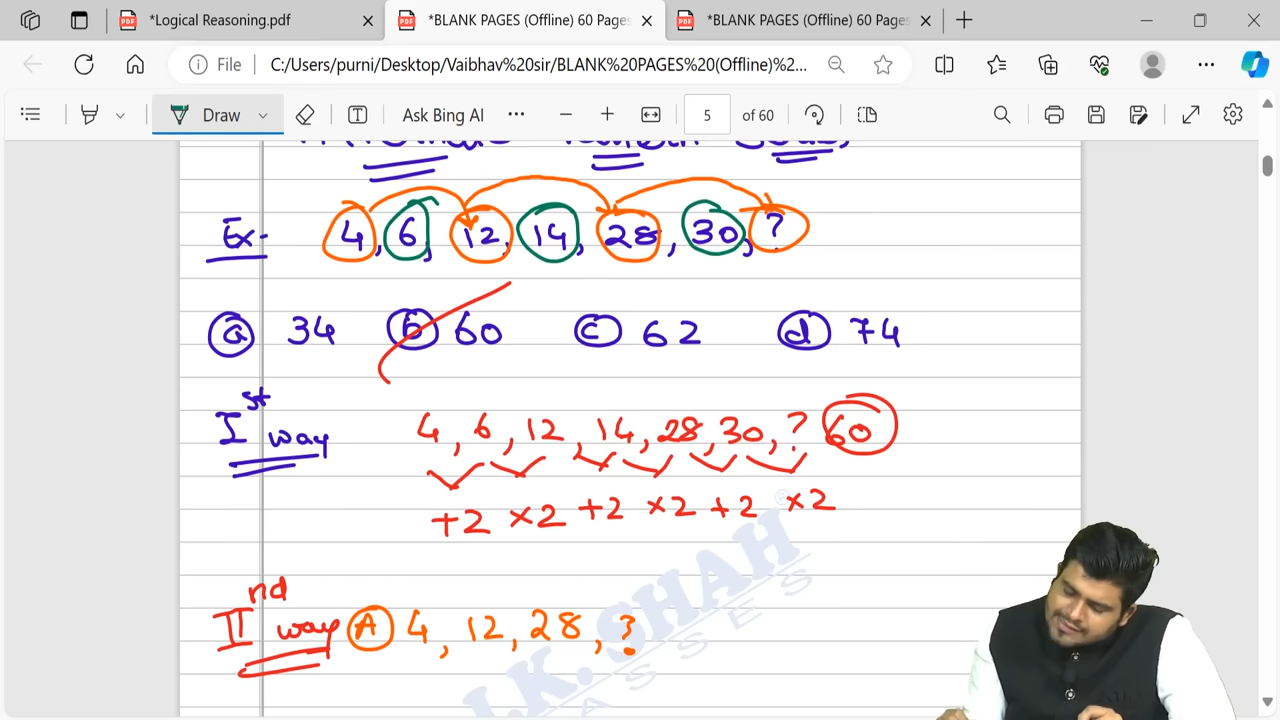 *Logical Reasoning.pdf
*BLANK PAGES (Offline) 60 Pages
*BLANK PAGES (Offline) 60 Pages
File
C:/Users/purni/Desktop/Vaibhav%20sir/BLANK%20PAGES%20(Offline)%2...
Draw
Ask Bing AI
5 of 60
Ex- 4, 6, 12, 14, 28, 30, ?
a 34 b 60 c 62 d 74
Ist way 4, 6, 12, 14, 28, 30, ? 60
+2 ×2 +2 ×2 +2 ×2
IInd way A 4, 12, 28, ?
J.K. SHAH